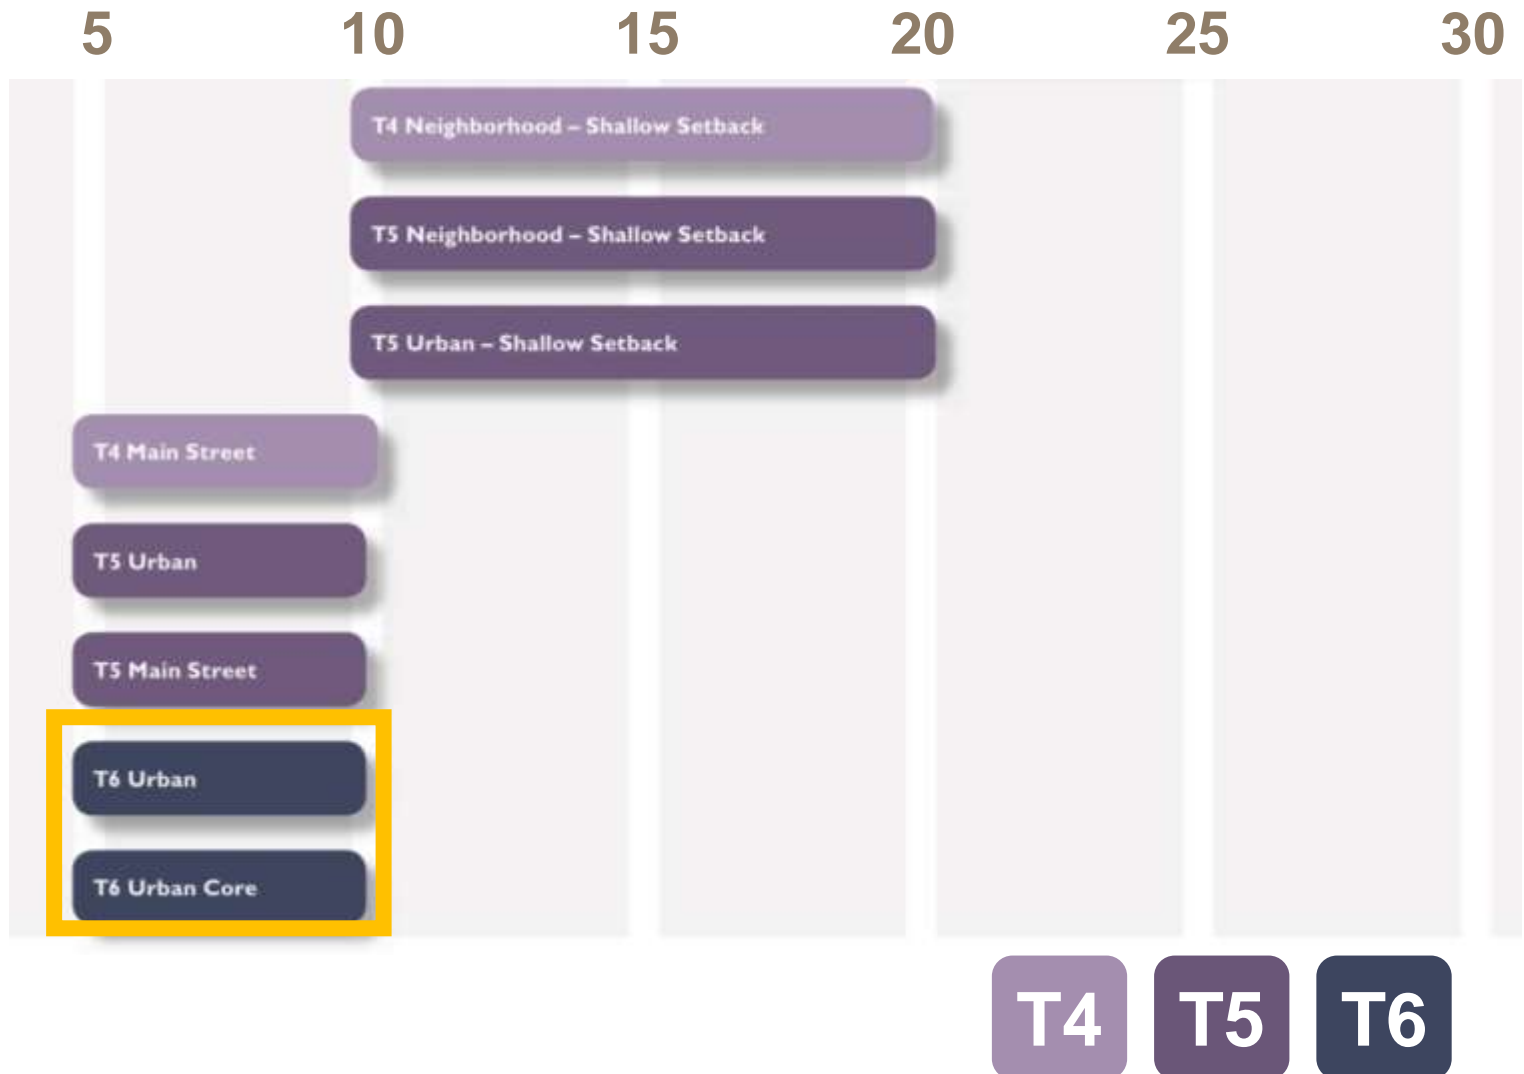 5 10 15 20 25 30
T4 Neighborhood – Shallow Setback
T5 Neighborhood – Shallow Setback
T5 Urban – Shallow Setback
T4 Main Street
T5 Urban
T5 Main Street
T6 Urban
T6 Urban Core
T4 T5 T6